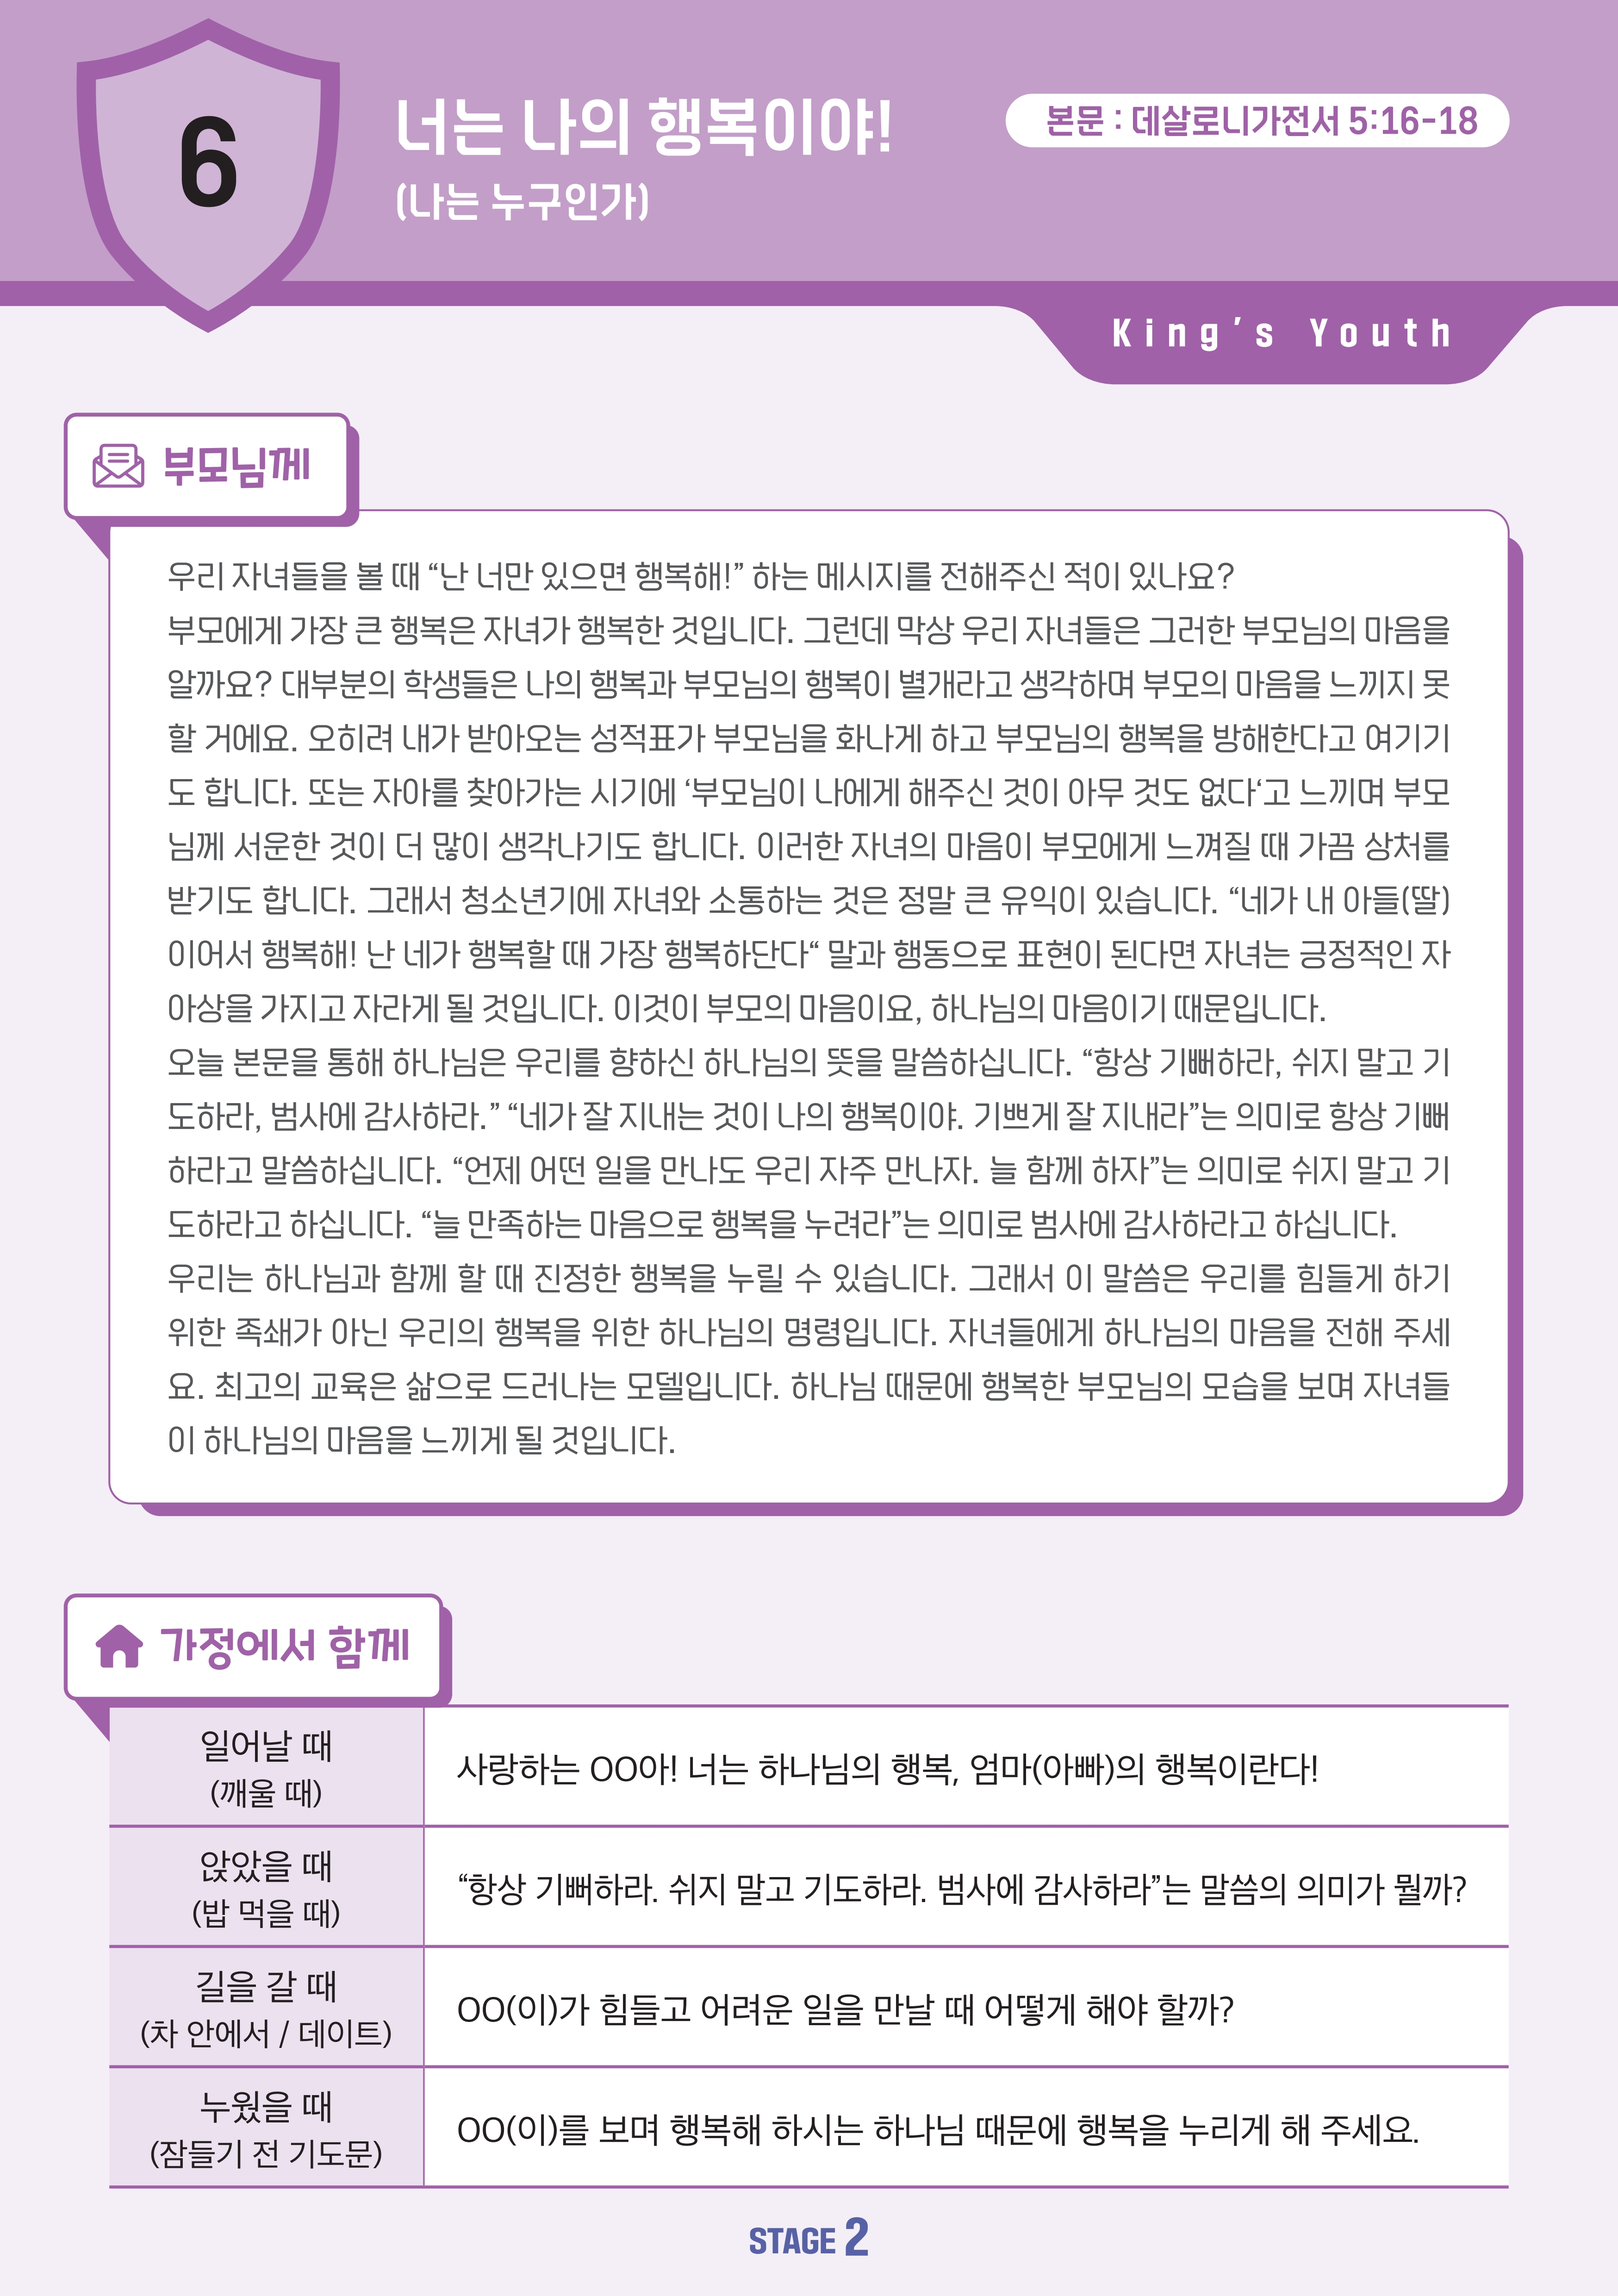 6
너는 나의 행복이야!
(나는 누구인가)
본문 : 데살로니가전서 5:16-18
King's Youth
부모님께
우리 자녀들을 볼 때 “난 너만 있으면 행복해!” 하는 메시지를 전해주신 적이 있나요?
부모에게 가장 큰 행복은 자녀가 행복한 것입니다. 그런데 막상 우리 자녀들은 그러한 부모님의 마음을
알까요? 대부분의 학생들은 나의 행복과 부모님의 행복이 별개라고 생각하며 부모의 마음을 느끼지 못
할 거에요. 오히려 내가 받아오는 성적표가 부모님을 화나게 하고 부모님의 행복을 방해한다고 여기기
도 합니다. 또는 자아를 찾아가는 시기에 ‘부모님이 나에게 해주신 것이 아무 것도 없다‘고 느끼며 부모
님께 서운한 것이 더 많이 생각나기도 합니다. 이러한 자녀의 마음이 부모에게 느껴질 때 가끔 상처를
받기도 합니다. 그래서 청소년기에 자녀와 소통하는 것은 정말 큰 유익이 있습니다. “네가 내 아들(딸)
이어서 행복해! 난 네가 행복할 때 가장 행복하단다“ 말과 행동으로 표현이 된다면 자녀는 긍정적인 자
아상을 가지고 자라게 될 것입니다. 이것이 부모의 마음이요, 하나님의 마음이기 때문입니다.
오늘 본문을 통해 하나님은 우리를 향하신 하나님의 뜻을 말씀하십니다. “항상 기뻐하라, 쉬지 말고 기
도하라, 범사에 감사하라.” “네가 잘 지내는 것이 나의 행복이야. 기쁘게 잘 지내라”는 의미로 항상 기뻐
하라고 말씀하십니다. “언제 어떤 일을 만나도 우리 자주 만나자. 늘 함께 하자”는 의미로 쉬지 말고 기
도하라고 하십니다. “늘 만족하는 마음으로 행복을 누려라”는 의미로 범사에 감사하라고 하십니다.
우리는 하나님과 함께 할 때 진정한 행복을 누릴 수 있습니다. 그래서 이 말씀은 우리를 힘들게 하기
위한 족쇄가 아닌 우리의 행복을 위한 하나님의 명령입니다. 자녀들에게 하나님의 마음을 전해 주세
요. 최고의 교육은 삶으로 드러나는 모델입니다. 하나님 때문에 행복한 부모님의 모습을 보며 자녀들
이 하나님의 마음을 느끼게 될 것입니다.
가정에서 함께
일어날 때
(깨울 때)
사랑하는 OO아! 너는 하나님의 행복, 엄마(아빠)의 행복이란다!
앉았을 때
(밥 먹을 때)
“항상 기뻐하라. 쉬지 말고 기도하라. 범사에 감사하라”는 말씀의 의미가 뭘까?
길을 갈 때
(차 안에서 / 데이트)
OO(이)가 힘들고 어려운 일을 만날 때 어떻게 해야 할까?
누웠을 때
(잠들기 전 기도문)
OO(이)를 보며 행복해 하시는 하나님 때문에 행복을 누리게 해 주세요.
STAGE 2